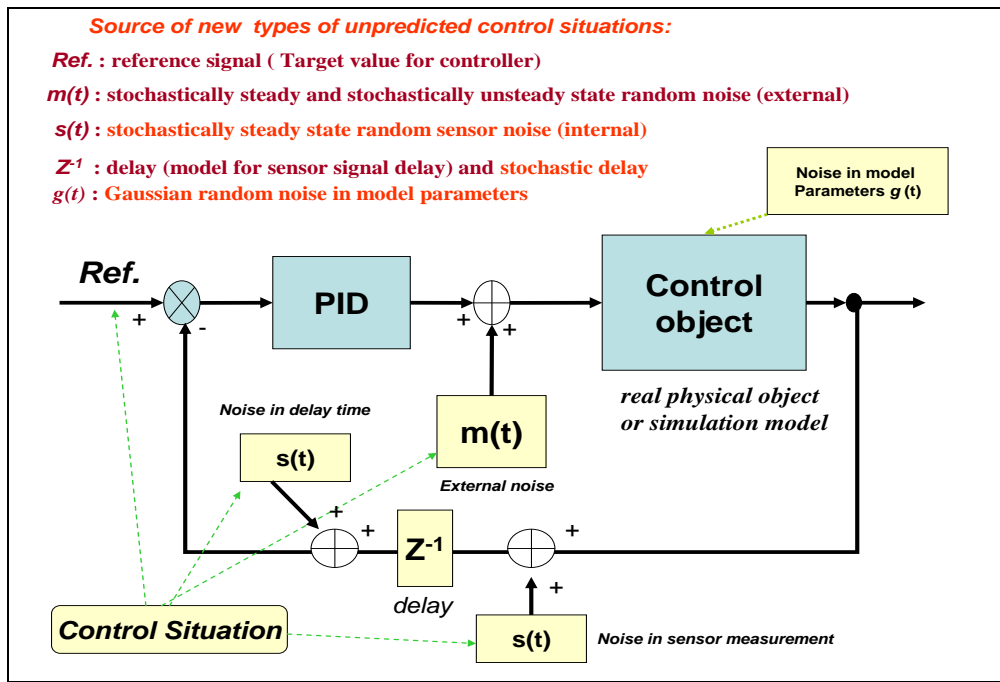 Source of new types of unpredicted control situations:
Ref. : reference signal ( Target value for controller)
m(t) : stochastically steady and stochastically unsteady state random noise (external)
s(t) : stochastically steady state random sensor noise (internal)
Z-1 : delay (model for sensor signal delay) and stochastic delay
g(t) : Gaussian random noise in model parameters
Noise in model
Parameters g (t)
Ref.
+
-
PID
+
+
Control
object
real physical object
or simulation model
Noise in delay time
s(t)
m(t)
External noise
+
+
Z-1
delay
+
+
Control Situation
s(t)
Noise in sensor measurement